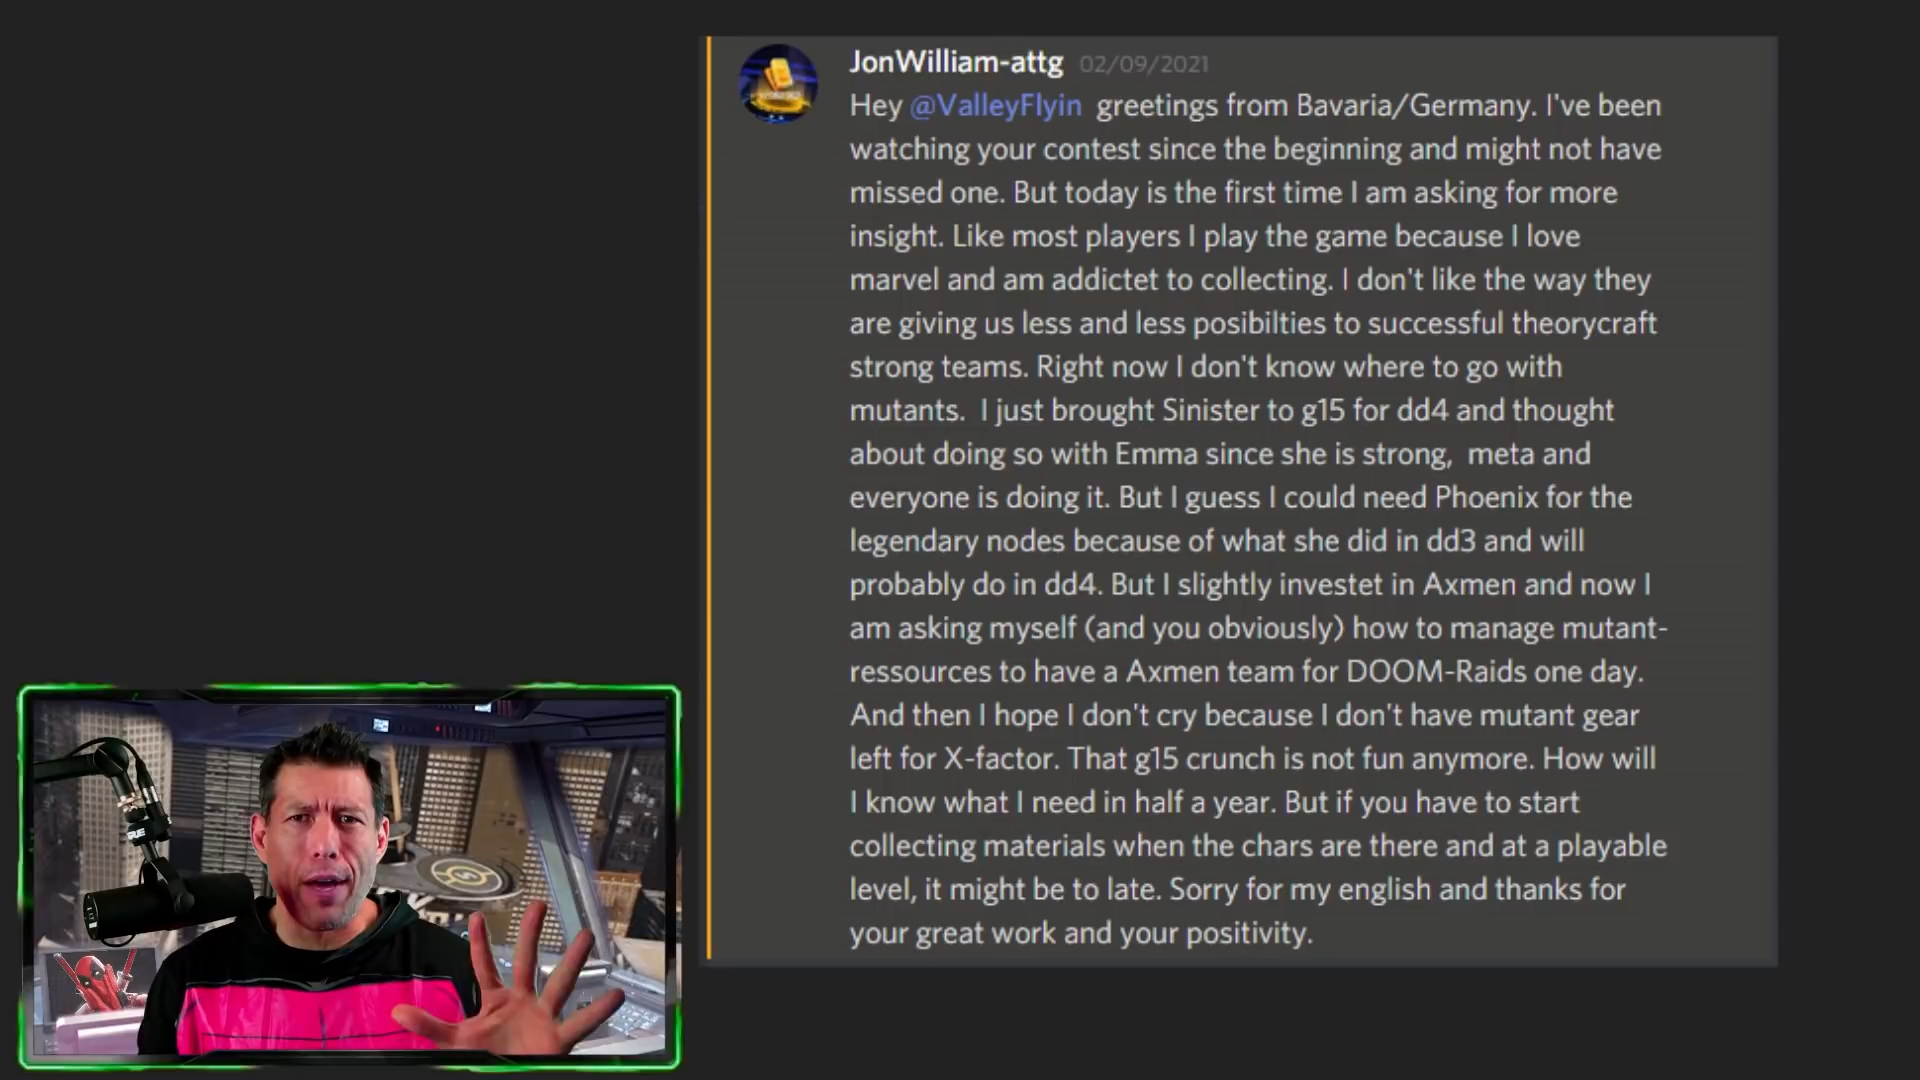 JonWilliam-attg 02/09/2021
Hey @ValleyFlyin greetings from Bavaria/Germany. I've been
watching your contest since the beginning and might not have
missed one. But today is the first time I am asking for more
insight. Like most players I play the game because I love
marvel and am addictet to collecting. I don't like the way they
are giving us less and less posibilties to successful theorycraft
strong teams. Right now I don't know where to go with
mutants. I just brought Sinister to g15 for dd4 and thought
about doing so with Emma since she is strong, meta and
everyone is doing it. But I guess I could need Phoenix for the
legendary nodes because of what she did in dd3 and will
probably do in dd4. But I slightly investet in Axmen and now I
am asking myself (and you obviously) how to manage mutant-
ressources to have a Axmen team for DOOM-Raids one day.
And then I hope I don't cry because I don't have mutant gear
left for X-factor. That g15 crunch is not fun anymore. How will
I know what I need in half a year. But if you have to start
collecting materials when the chars are there and at a playable
level, it might be to late. Sorry for my english and thanks for
your great work and your positivity.